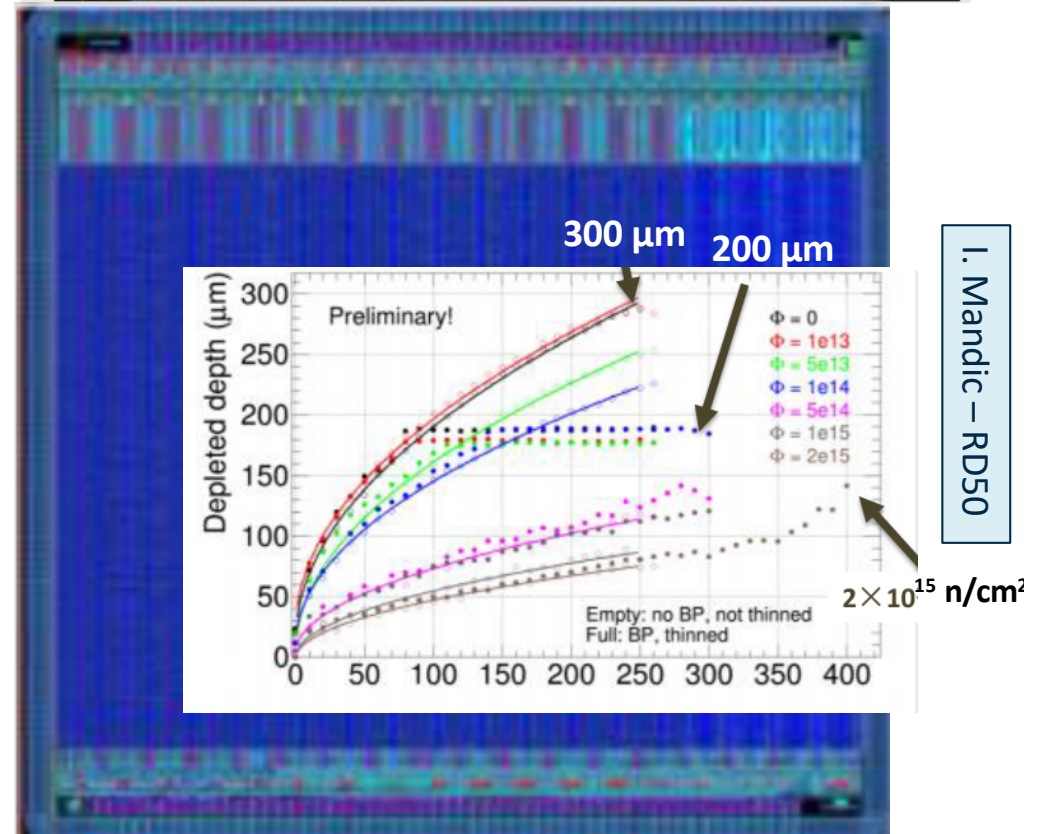 300 µm
200 µm
Depleted depth (µm)
300
250
200
150
100
50
0
Preliminary!
Φ = 0
Φ = 1e13
Φ = 5e13
Φ = 1e14
Φ = 5e14
Φ = 1e15
Φ = 2e15
Empty: no BP, not thinned
Full: BP, thinned
0 50 100 150 200 250 300 350 400
2×10¹⁵ n/cm²
I. Mandic – RD50